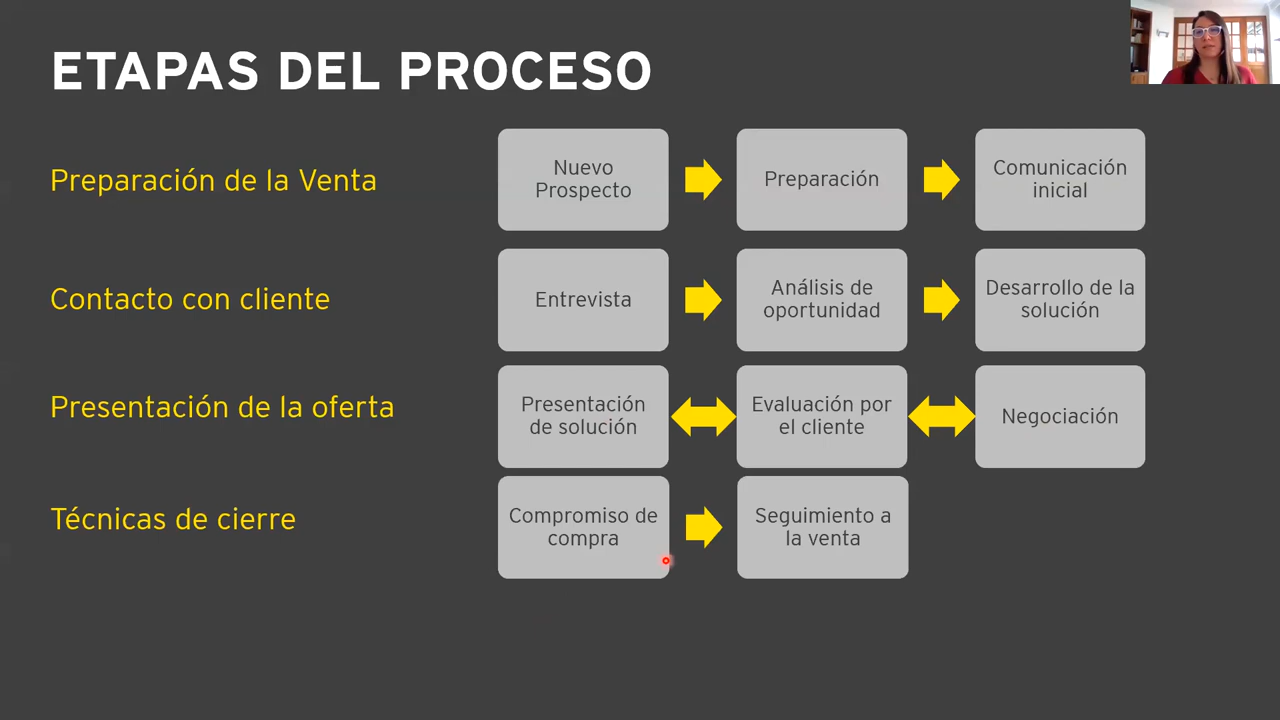 ETAPAS DEL PROCESO
Preparación de la Venta
Nuevo
Prospecto
Preparación
Comunicación
inicial
Contacto con cliente
Entrevista
Análisis de
oportunidad
Desarrollo de la
solución
Presentación de la oferta
Presentación
de solución
Evaluación por
el cliente
Negociación
Técnicas de cierre
Compromiso de
compra
Seguimiento a
la venta